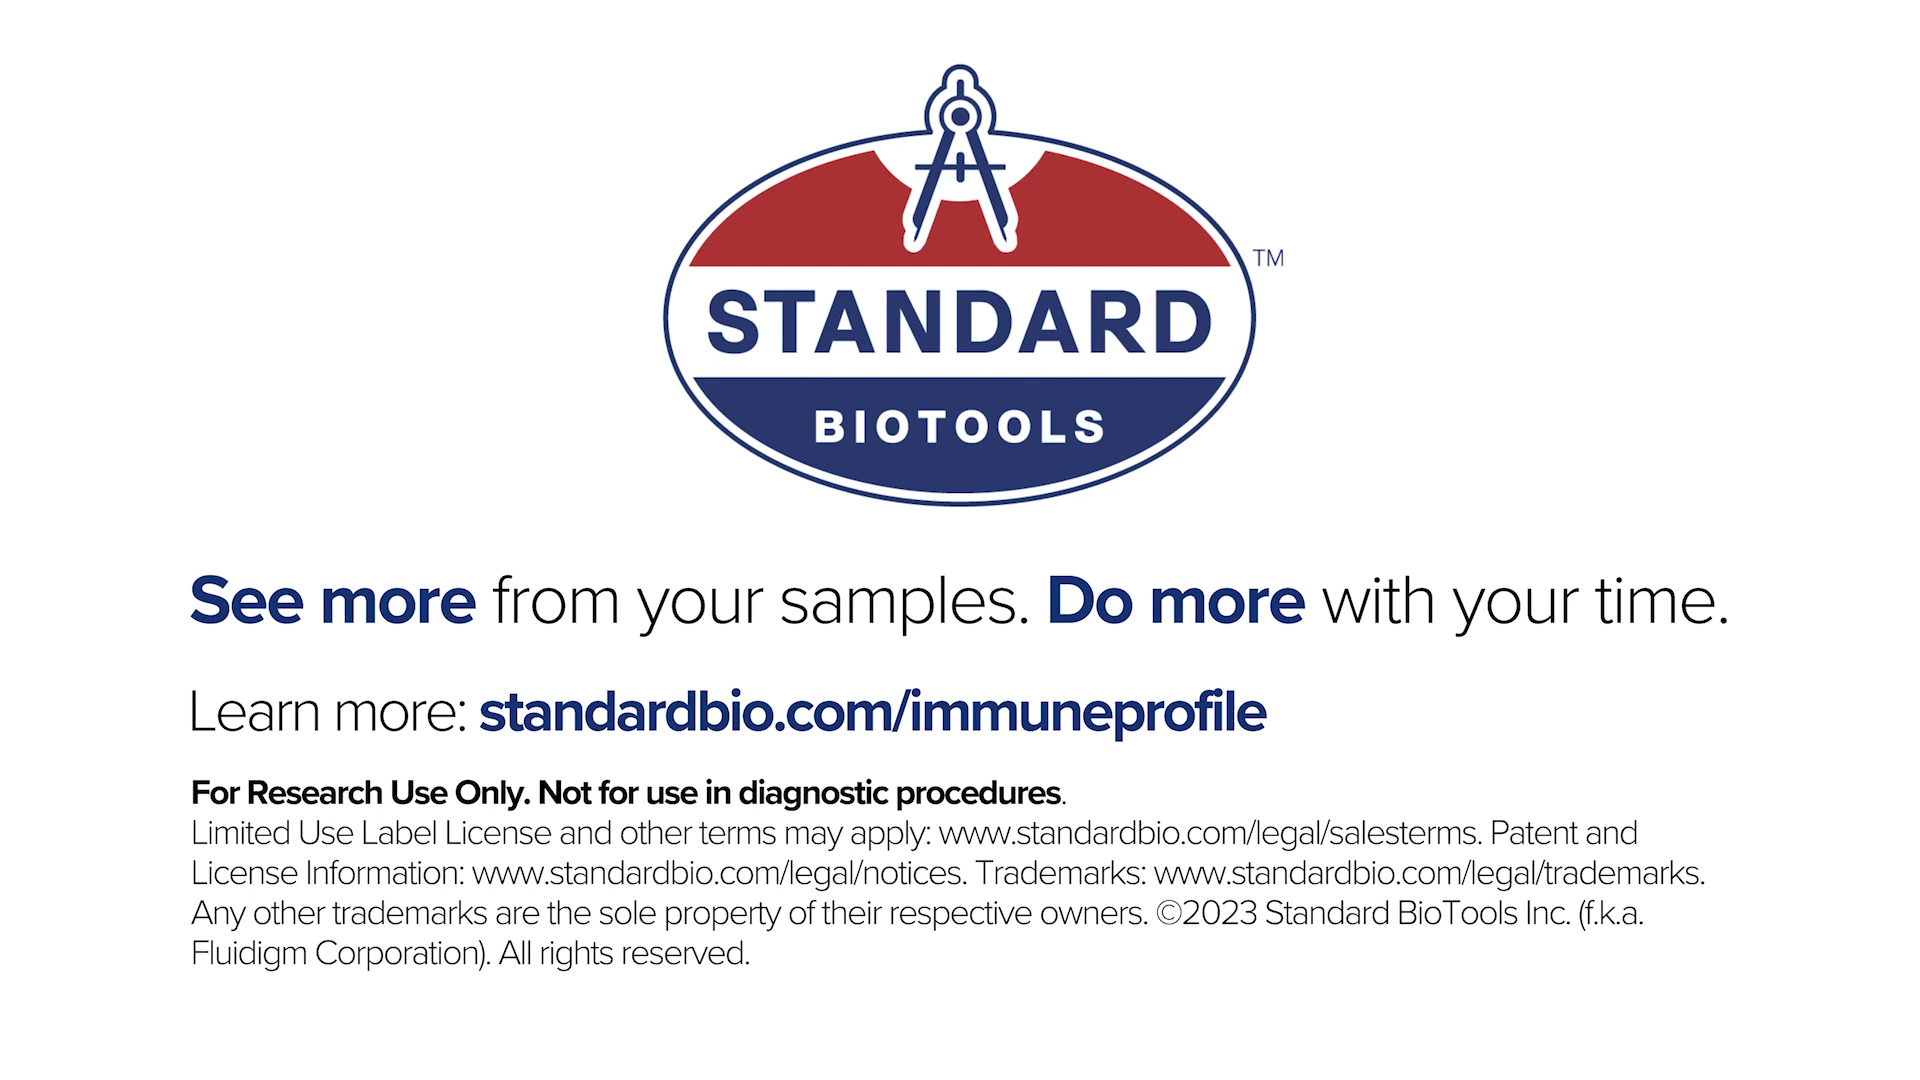 STANDARD
BIOTOOLS
TM
See more from your samples. Do more with your time.
Learn more: standardbio.com/immuneprofile
For Research Use Only. Not for use in diagnostic procedures.
Limited Use Label License and other terms may apply: www.standardbio.com/legal/salesterms. Patent and
License Information: www.standardbio.com/legal/notices. Trademarks: www.standardbio.com/legal/trademarks.
Any other trademarks are the sole property of their respective owners. ©2023 Standard BioTools Inc. (f.k.a.
Fluidigm Corporation). All rights reserved.